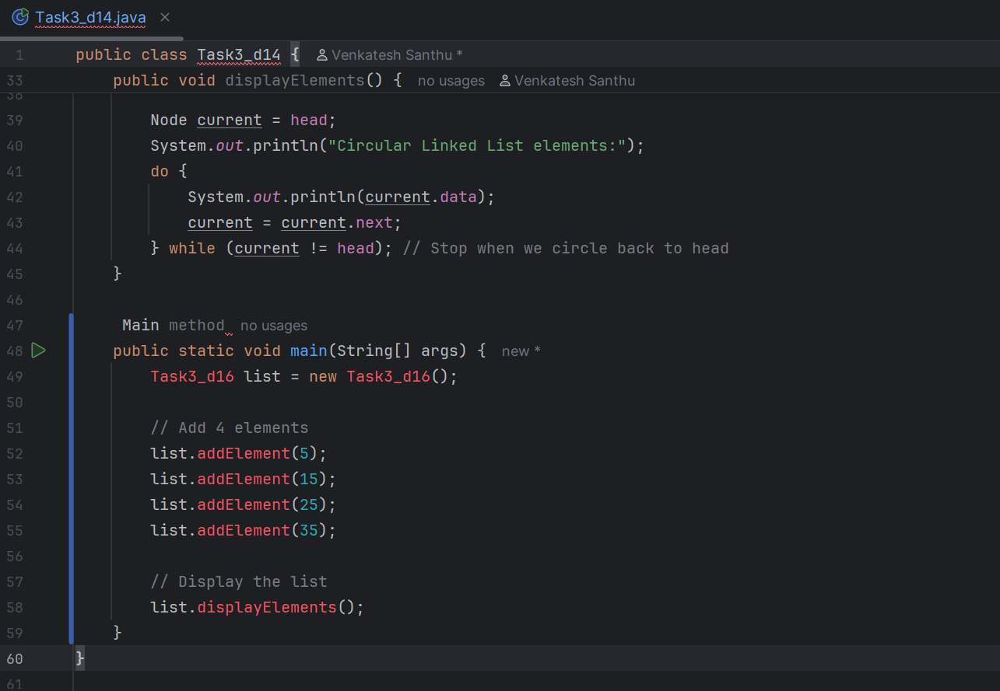 Task3_d14.java
1 public class Task3_d14 { Venkatesh Santhu *
33 public void displayElements() { no usages Venkatesh Santhu
38
39 Node current = head;
40 System.out.println("Circular Linked List elements:");
41 do {
42 System.out.println(current.data);
43 current = current.next;
44 } while (current != head); // Stop when we circle back to head
45 }
46
47 Main method no usages
48 public static void main(String[] args) { new *
49 Task3_d16 list = new Task3_d16();
50
51 // Add 4 elements
52 list.addElement(5);
53 list.addElement(15);
54 list.addElement(25);
55 list.addElement(35);
56
57 // Display the list
58 list.displayElements();
59 }
60 }
61